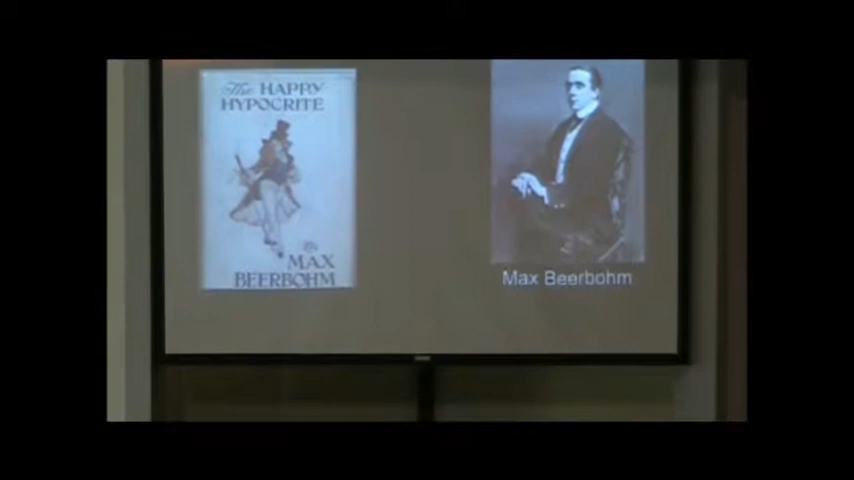 The HAPPY
HYPOCRITE
By
MAX
BEERBOHM
Max Beerbohm